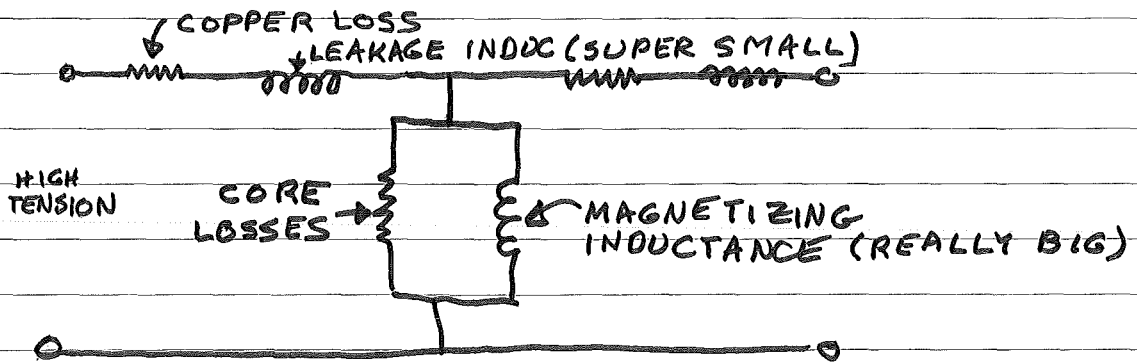 COPPER LOSS
LEAKAGE INDUC (SUPER SMALL)
HIGH
TENSION
CORE
LOSSES
MAGNETIZING
INDUCTANCE (REALLY BIG)